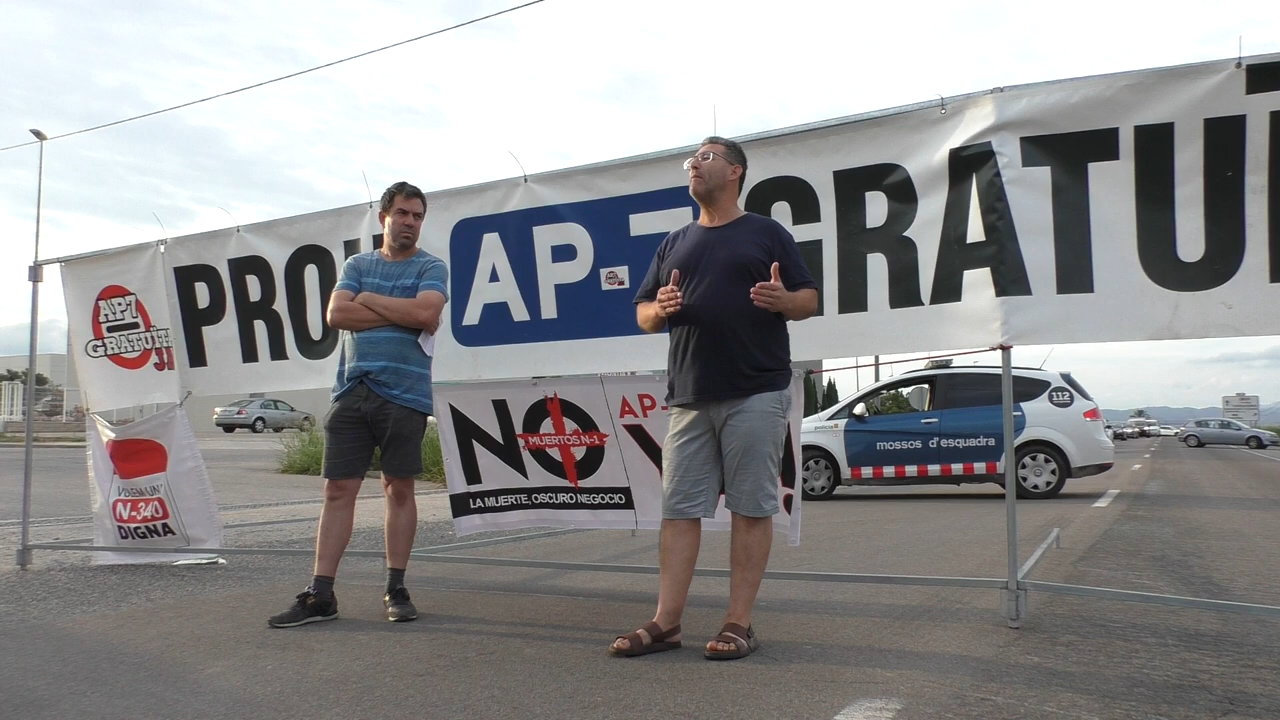 AP7
GRATUÏTA
JA
AP-7
GRATUÏ
VOLEM UNA
N-340
DIGNA
NO
MUERTOS N-1
LA MUERTE, OSCURO NEGOCIO
AP-
mossos d'esquadra
policia
112